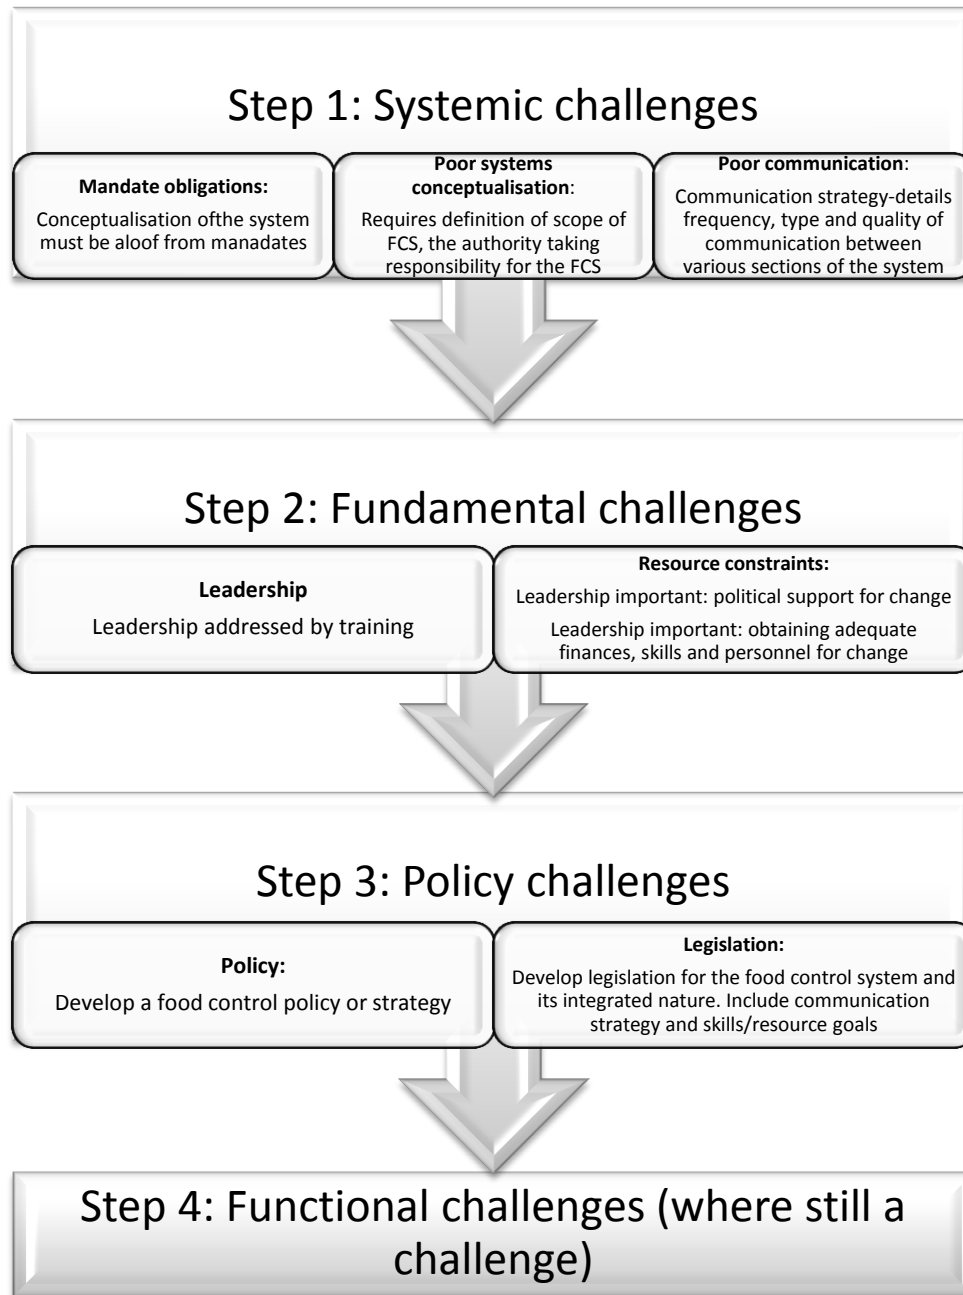 Step 1: Systemic challenges
Mandate obligations:
Conceptualisation ofthe system
must be aloof from manadates
Poor systems
conceptualisation:
Requires definition of scope of
FCS, the authority taking
responsibility for the FCS
Poor communication:
Communication strategy-details
frequency, type and quality of
communication between
various sections of the system
Step 2: Fundamental challenges
Leadership
Leadership addressed by training
Resource constraints:
Leadership important: political support for change
Leadership important: obtaining adequate
finances, skills and personnel for change
Step 3: Policy challenges
Policy:
Develop a food control policy or strategy
Legislation:
Develop legislation for the food control system and
its integrated nature. Include communication
strategy and skills/resource goals
Step 4: Functional challenges (where still a
challenge)